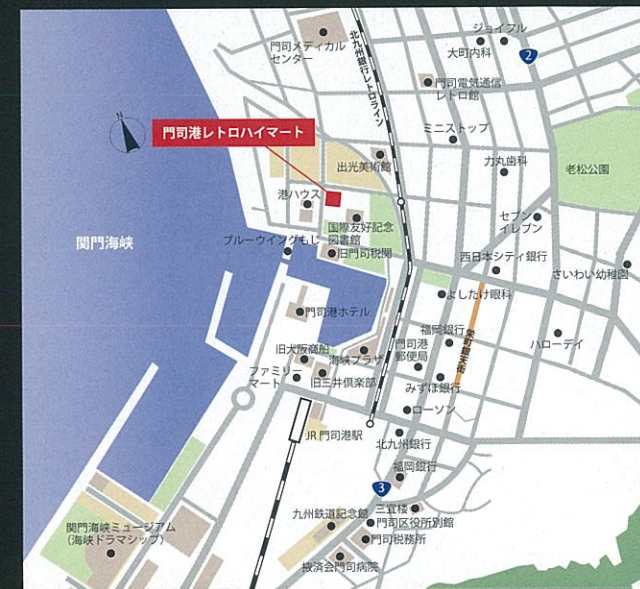 ジョイフル
門司メディカル
センター
大町内科
2
北九州銀行レトロライン
門司電気通信
レトロ館
N
門司港レトロハイマート
ミニストップ
出光美術館
力丸歯科
老松公園
港ハウス
国際友好記念
図書館
セブン
イレブン
関門海峡
ブルーウイングもじ
旧門司税関
西日本シティ銀行
さいわい幼稚園
よしたけ眼科
門司港ホテル
福岡銀行
栄町銀天街
ハローデイ
門司港
郵便局
旧大阪商船
海峡プラザ
ファミリー
マート
旧三井倶楽部
みずほ銀行
ローソン
JR 門司港駅
北九州銀行
福岡銀行
3
九州鉄道記念館
三宜楼
門司区役所別館
関門海峡ミュージアム
(海峡ドラマシップ)
門司税務所
掖済会門司病院